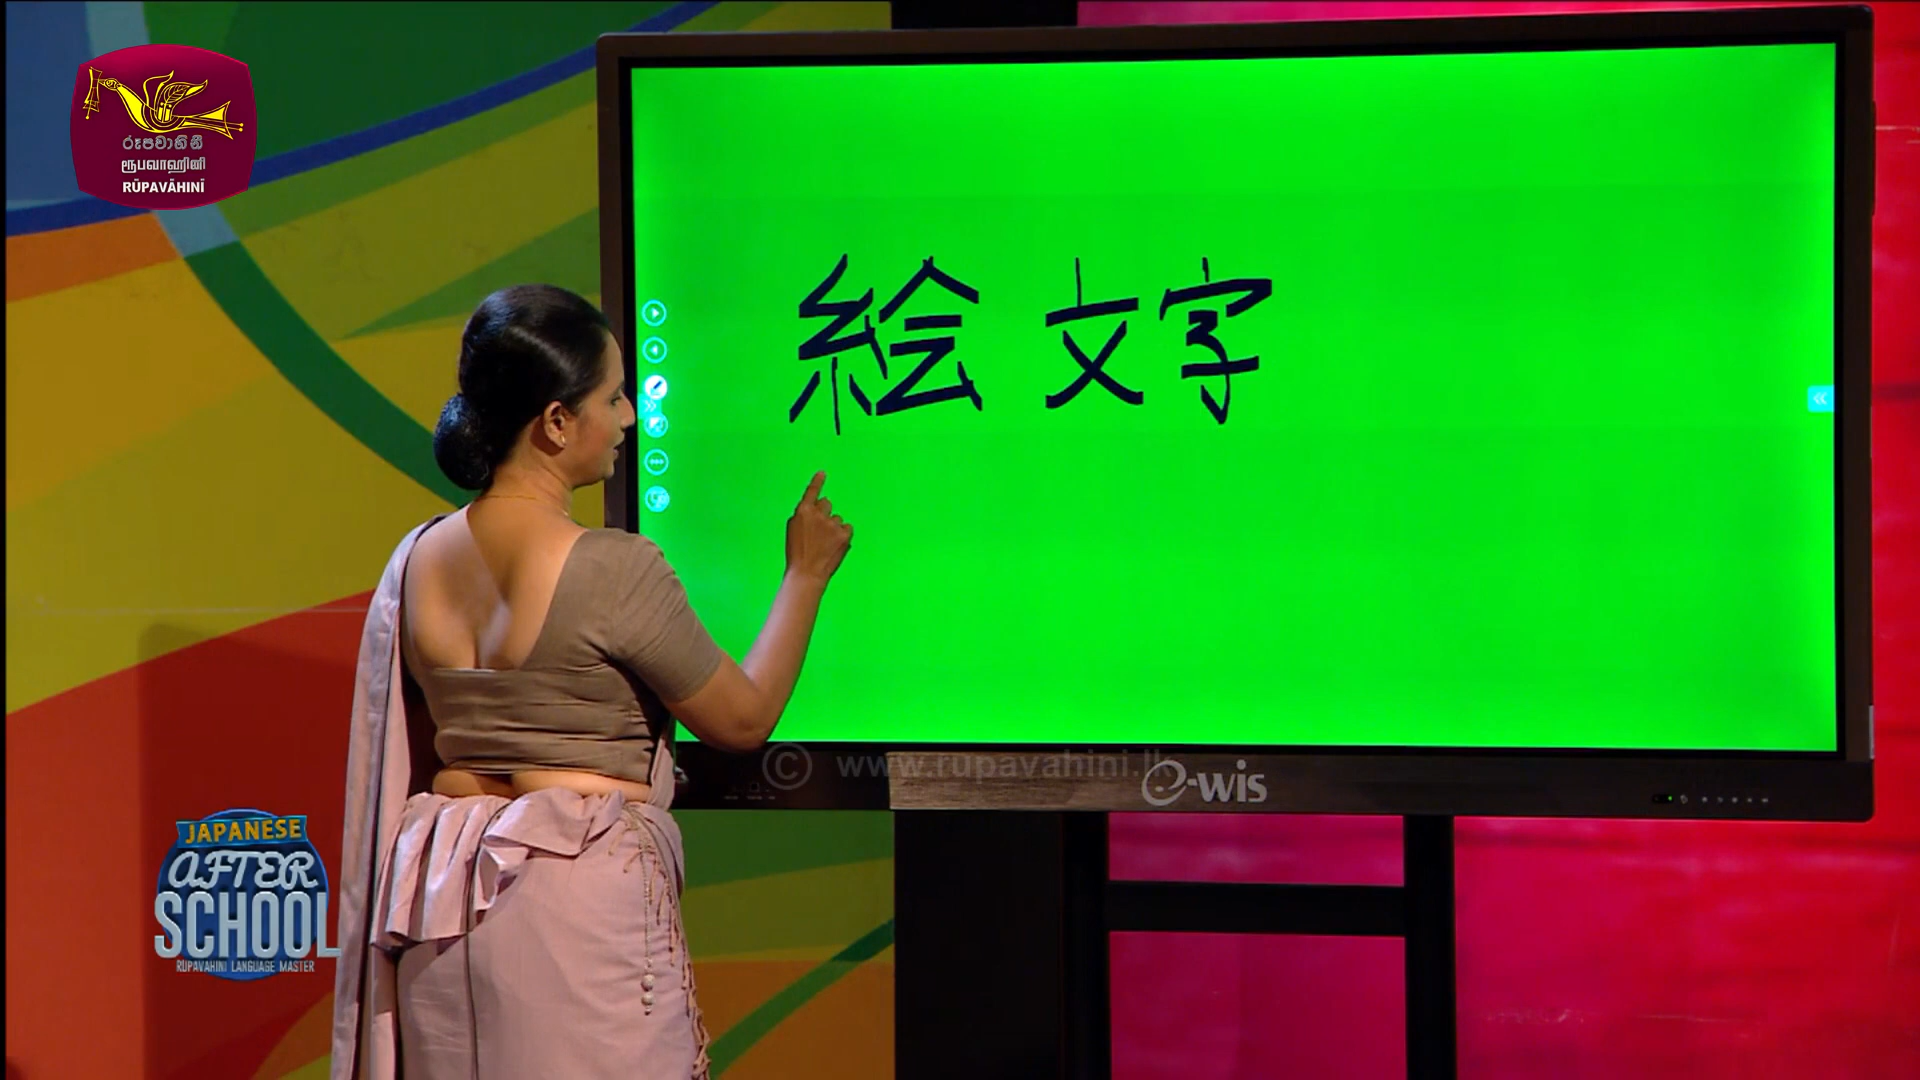 රූපවාහිනී
ரூபவாஹினி
RŪPAVĀHINĪ
絵文字
© www.rupavahini.lk
e-wis
JAPANESE
AFTER
SCHOOL
RUPAVAHINI LANGUAGE MASTER